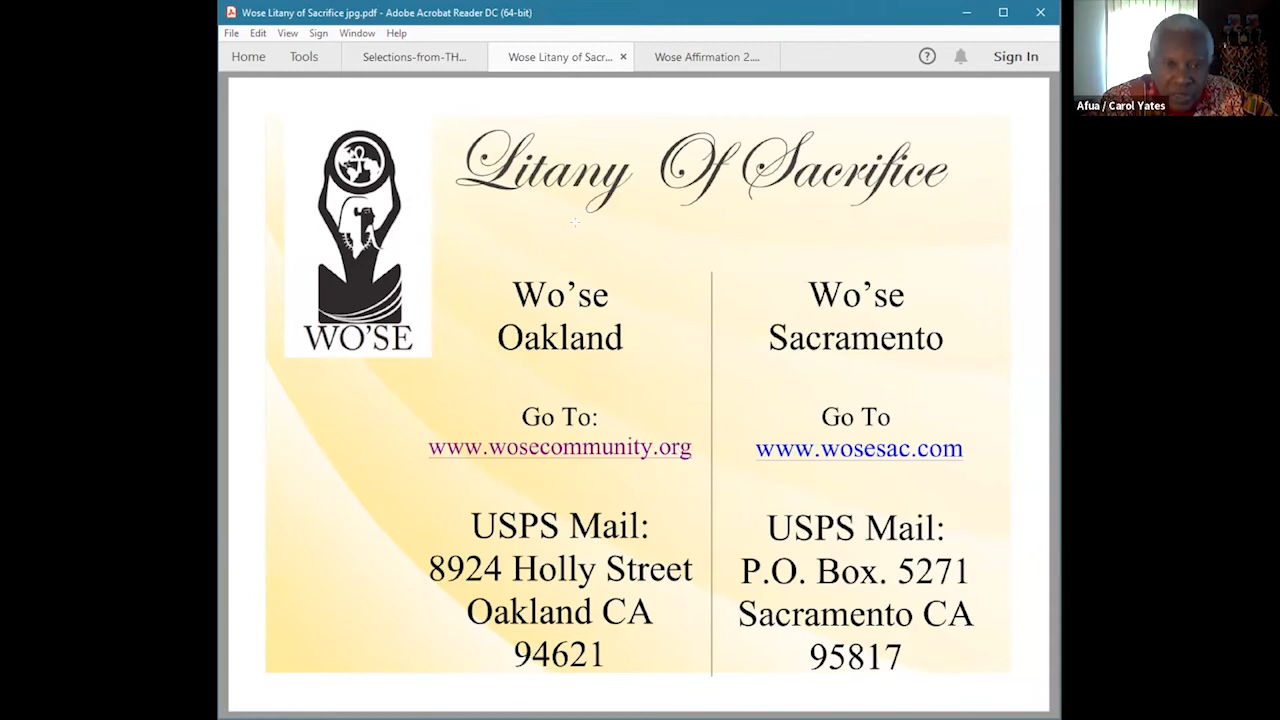 Wose Litany of Sacrifice jpg.pdf - Adobe Acrobat Reader DC (64-bit)
File Edit View Sign Window Help
Home Tools Selections-from-TH... Wose Litany of Sacr... × Wose Affirmation 2.... ? Sign In
Afua / Carol Yates
Litany Of Sacrifice
WO'SE
Wo'se
Oakland
Go To:
www.wosecommunity.org
USPS Mail:
8924 Holly Street
Oakland CA
94621
Wo'se
Sacramento
Go To
www.wosesac.com
USPS Mail:
P.O. Box. 5271
Sacramento CA
95817